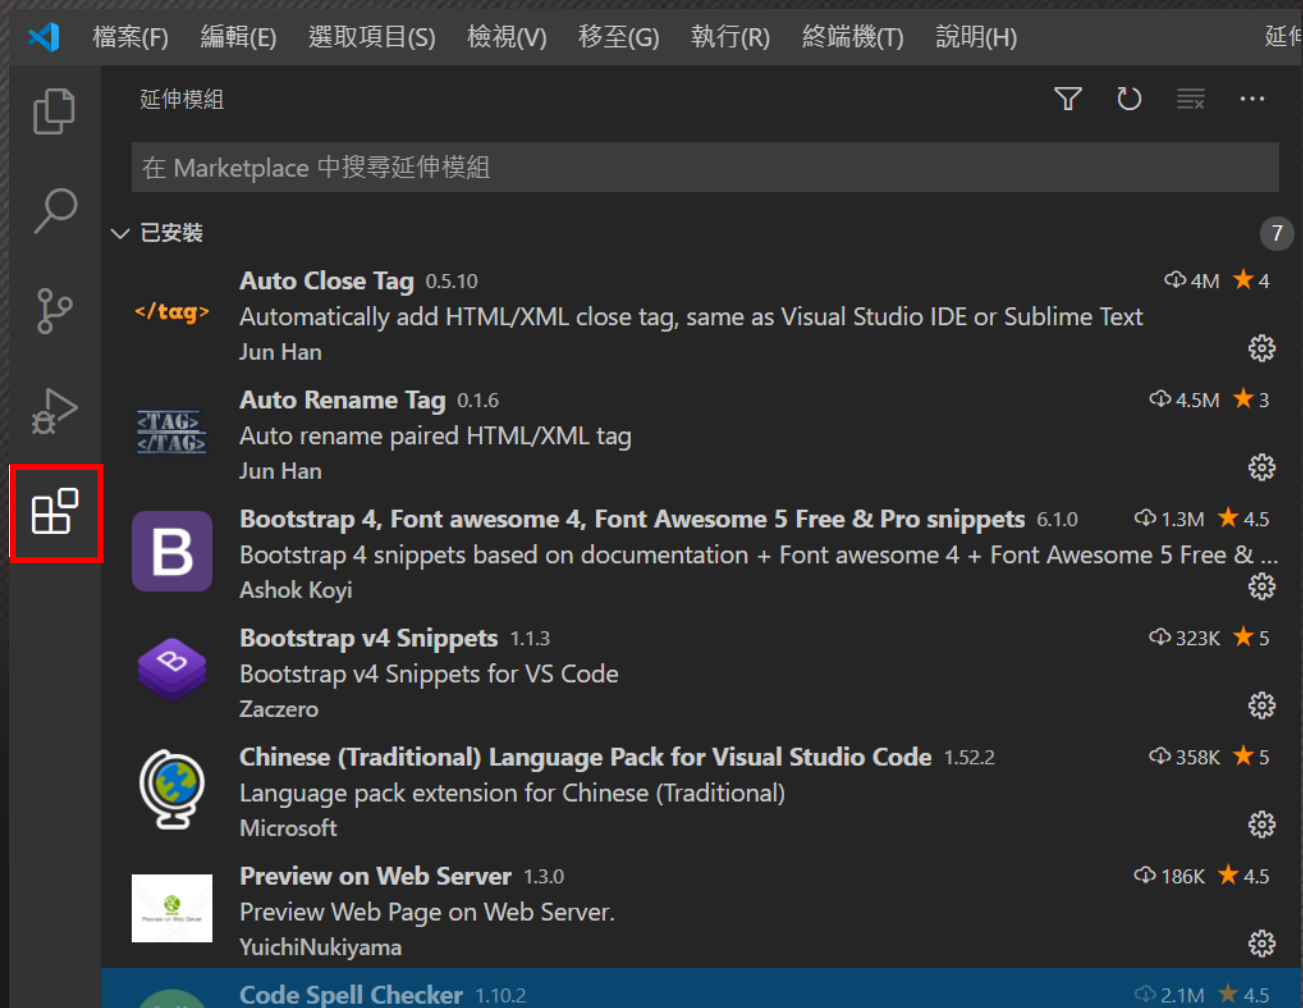 檔案(F) 編輯(E) 選取項目(S) 檢視(V) 移至(G) 執行(R) 終端機(T) 說明(H) 延伸
延伸模組
在 Marketplace 中搜尋延伸模組
已安裝 7
Auto Close Tag 0.5.10 4M 4
</tag>
Automatically add HTML/XML close tag, same as Visual Studio IDE or Sublime Text
Jun Han
Auto Rename Tag 0.1.6 4.5M 3
<TAG>
</TAG>
Auto rename paired HTML/XML tag
Jun Han
Bootstrap 4, Font awesome 4, Font Awesome 5 Free & Pro snippets 6.1.0 1.3M 4.5
B
Bootstrap 4 snippets based on documentation + Font awesome 4 + Font Awesome 5 Free & ...
Ashok Koyi
Bootstrap v4 Snippets 1.1.3 323K 5
B
Bootstrap v4 Snippets for VS Code
Zaczero
Chinese (Traditional) Language Pack for Visual Studio Code 1.52.2 358K 5
Language pack extension for Chinese (Traditional)
Microsoft
Preview on Web Server 1.3.0 186K 4.5
Preview on Web Server
Preview Web Page on Web Server.
YuichiNukiyama
Code Spell Checker 1.10.2 2.1M 4.5